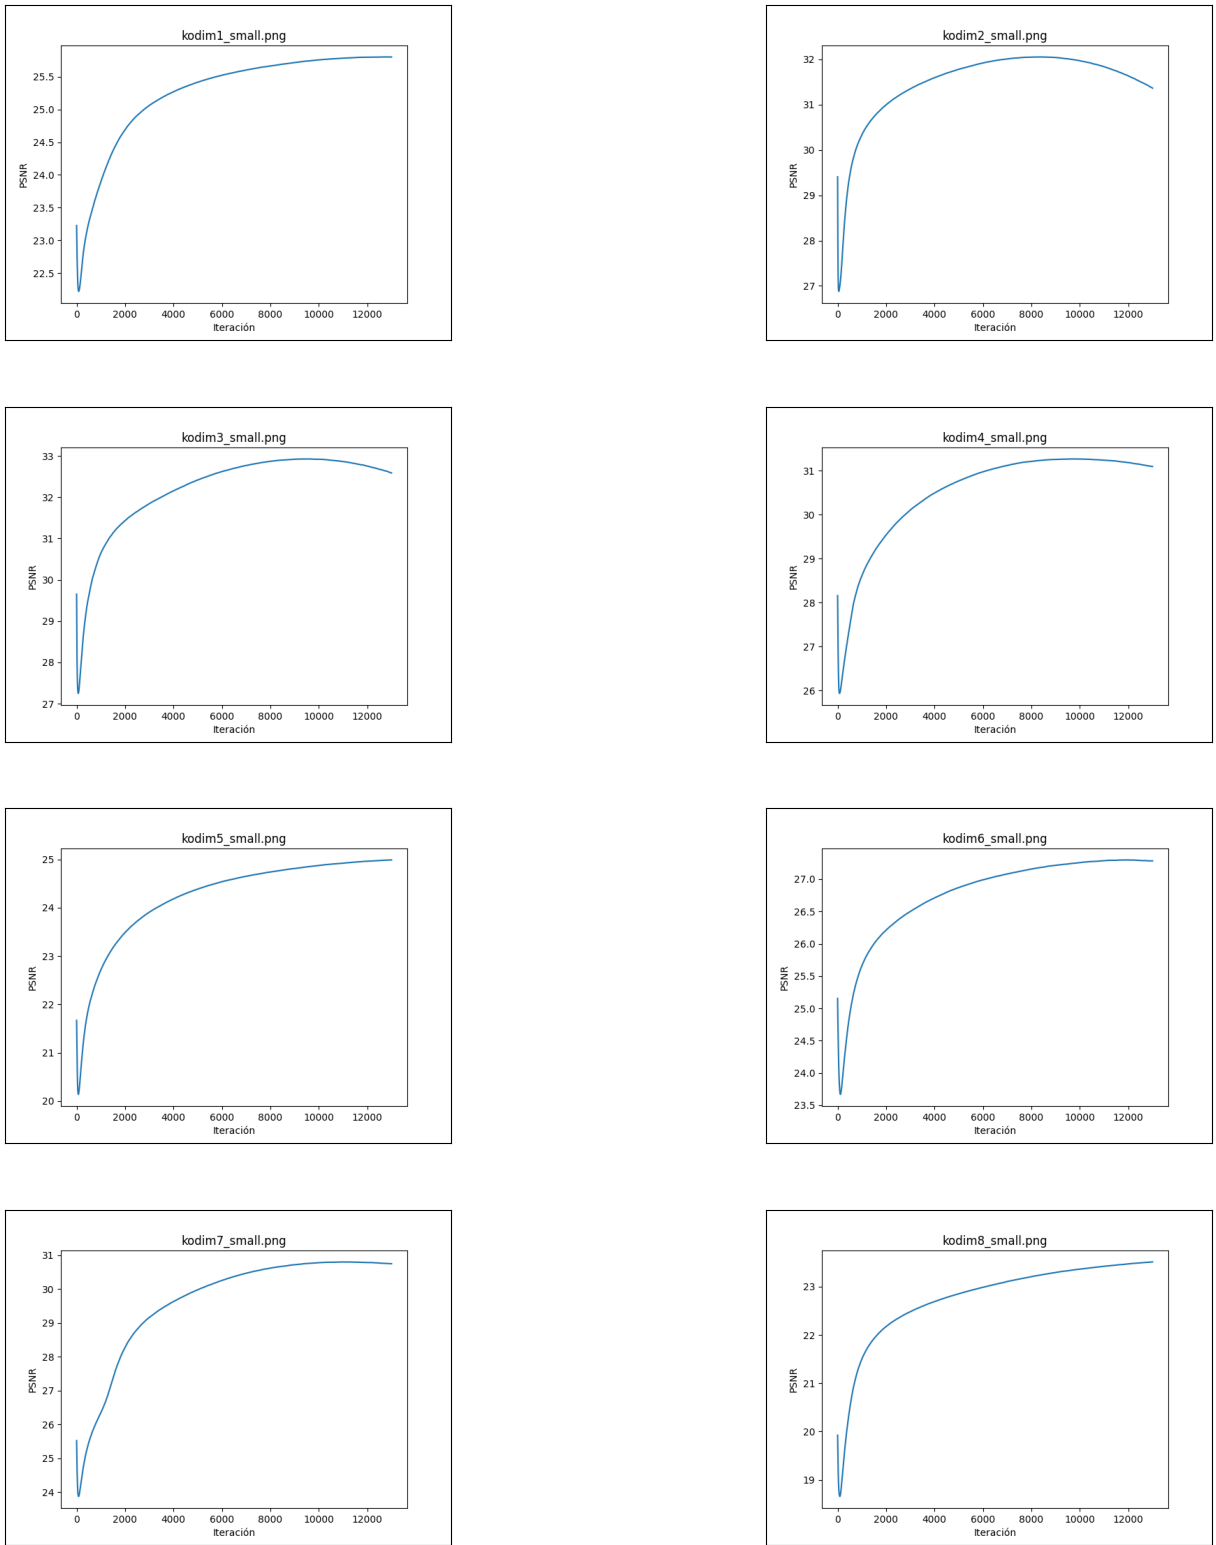 kodim1_small.png
25.5
25.0
24.5
24.0
23.5
23.0
22.5
PSNR
0 2000 4000 6000 8000 10000 12000
Iteración
kodim2_small.png
32
31
30
29
28
27
PSNR
0 2000 4000 6000 8000 10000 12000
Iteración
kodim3_small.png
33
32
31
30
29
28
27
PSNR
0 2000 4000 6000 8000 10000 12000
Iteración
kodim4_small.png
31
30
29
28
27
26
PSNR
0 2000 4000 6000 8000 10000 12000
Iteración
kodim5_small.png
25
24
23
22
21
20
PSNR
0 2000 4000 6000 8000 10000 12000
Iteración
kodim6_small.png
27.0
26.5
26.0
25.5
25.0
24.5
24.0
23.5
PSNR
0 2000 4000 6000 8000 10000 12000
Iteración
kodim7_small.png
31
30
29
28
27
26
25
24
PSNR
0 2000 4000 6000 8000 10000 12000
Iteración
kodim8_small.png
23
22
21
20
19
PSNR
0 2000 4000 6000 8000 10000 12000
Iteración